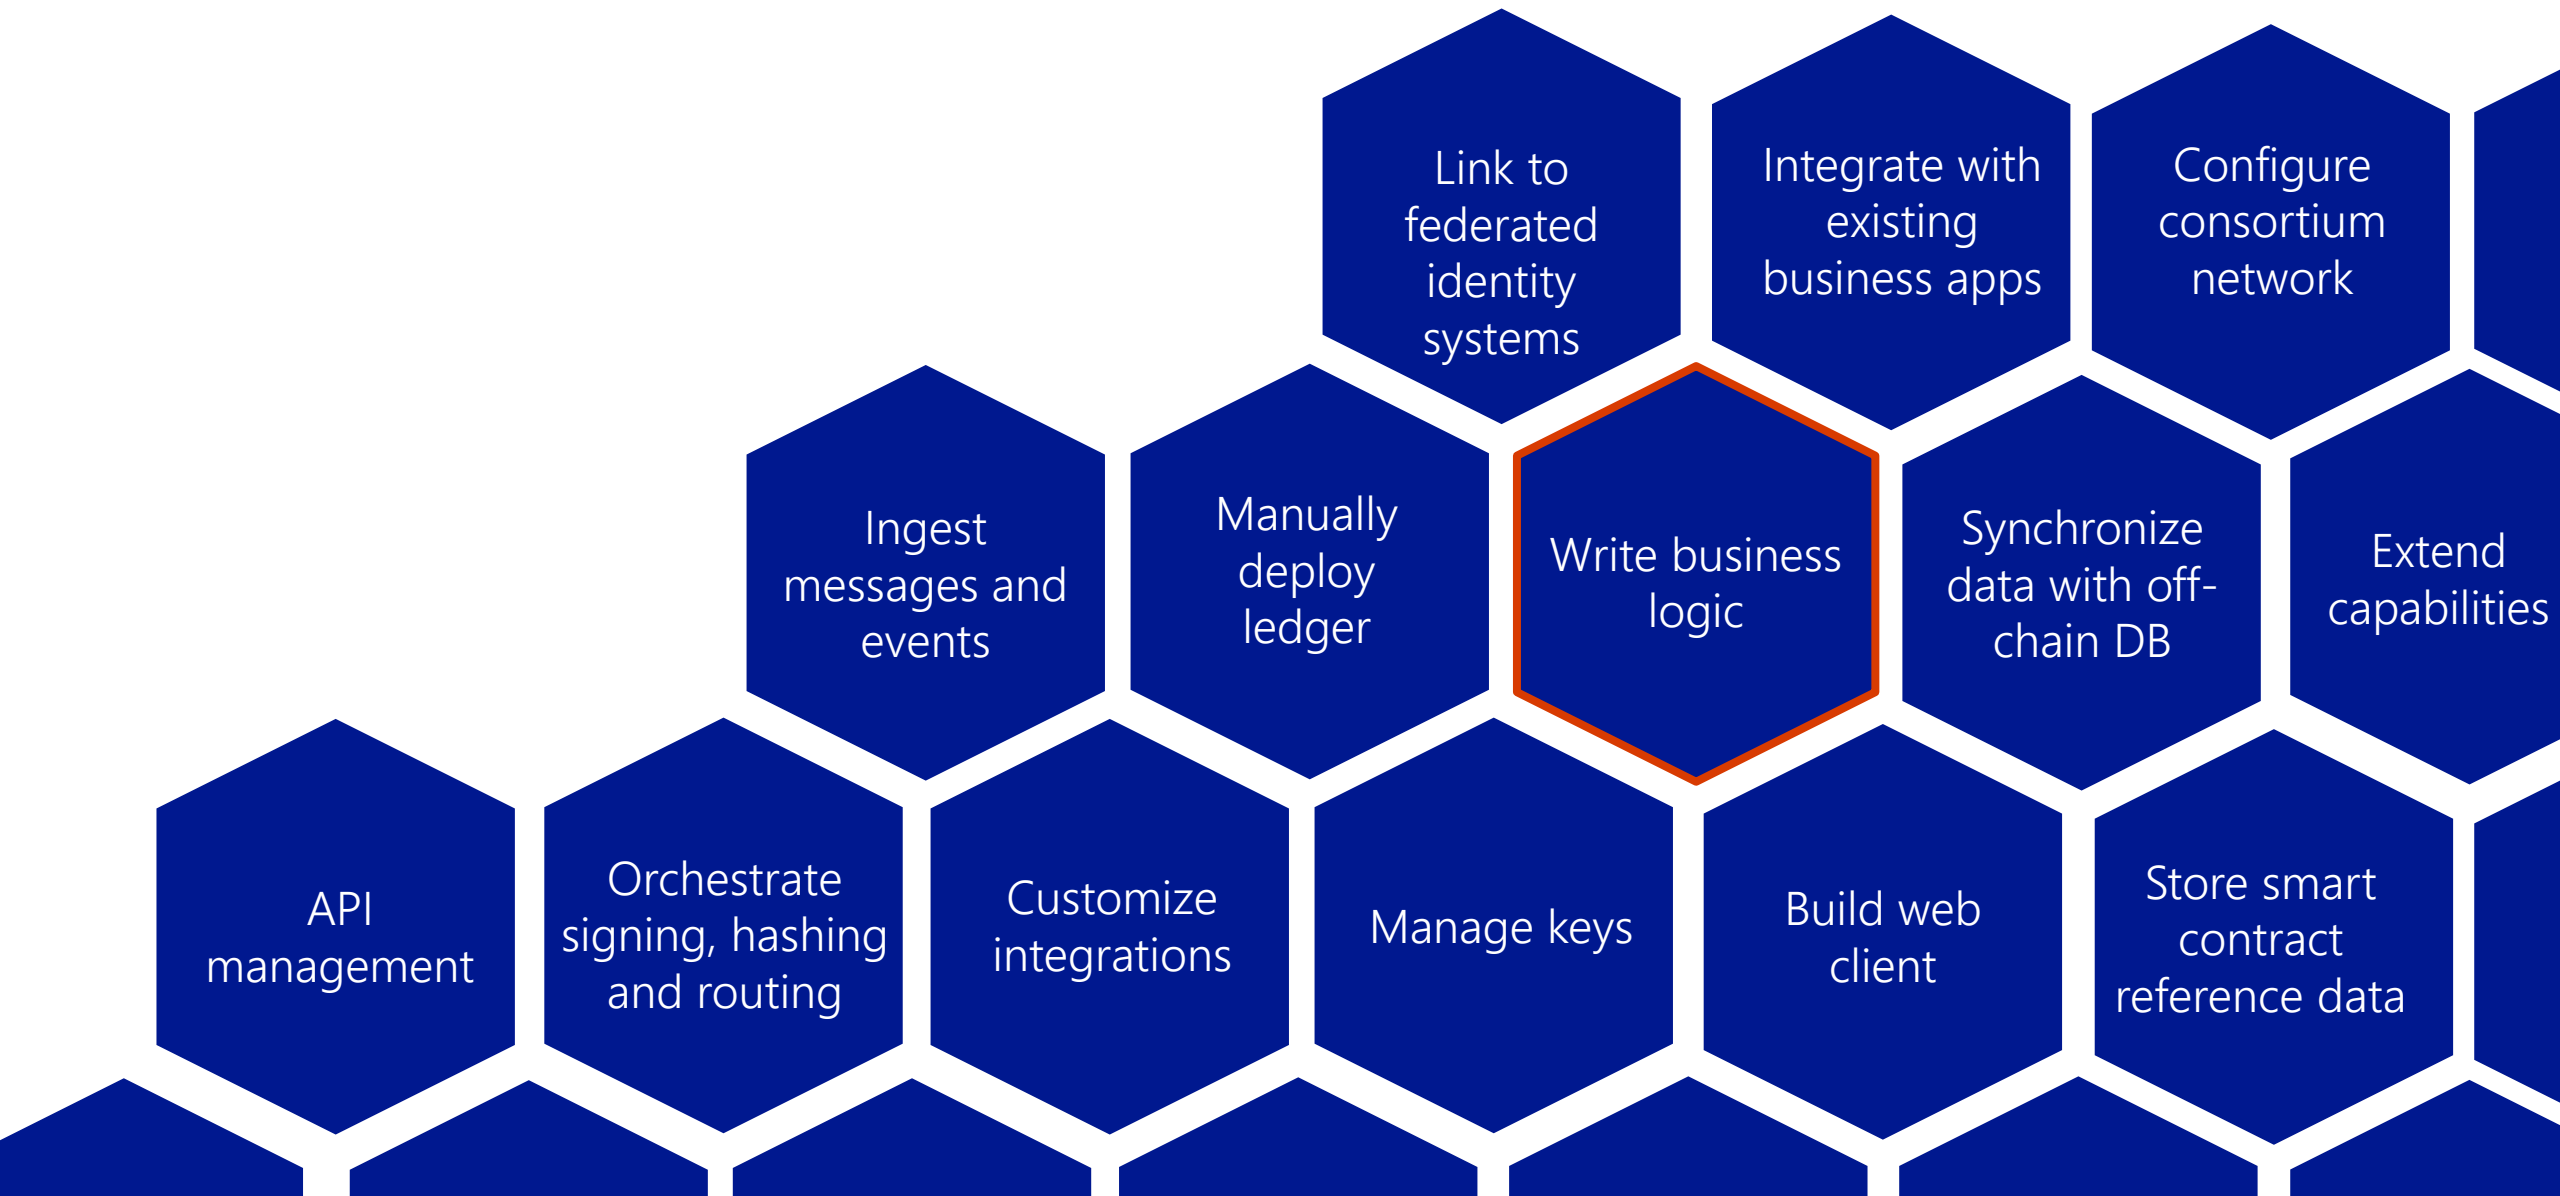 Link to
federated
identity
systems
Integrate with
existing
business apps
Configure
consortium
network
Ingest
messages and
events
Manually
deploy
ledger
Write business
logic
Synchronize
data with off-
chain DB
Extend
capabilities
API
management
Orchestrate
signing, hashing
and routing
Customize
integrations
Manage keys
Build web
client
Store smart
contract
reference data